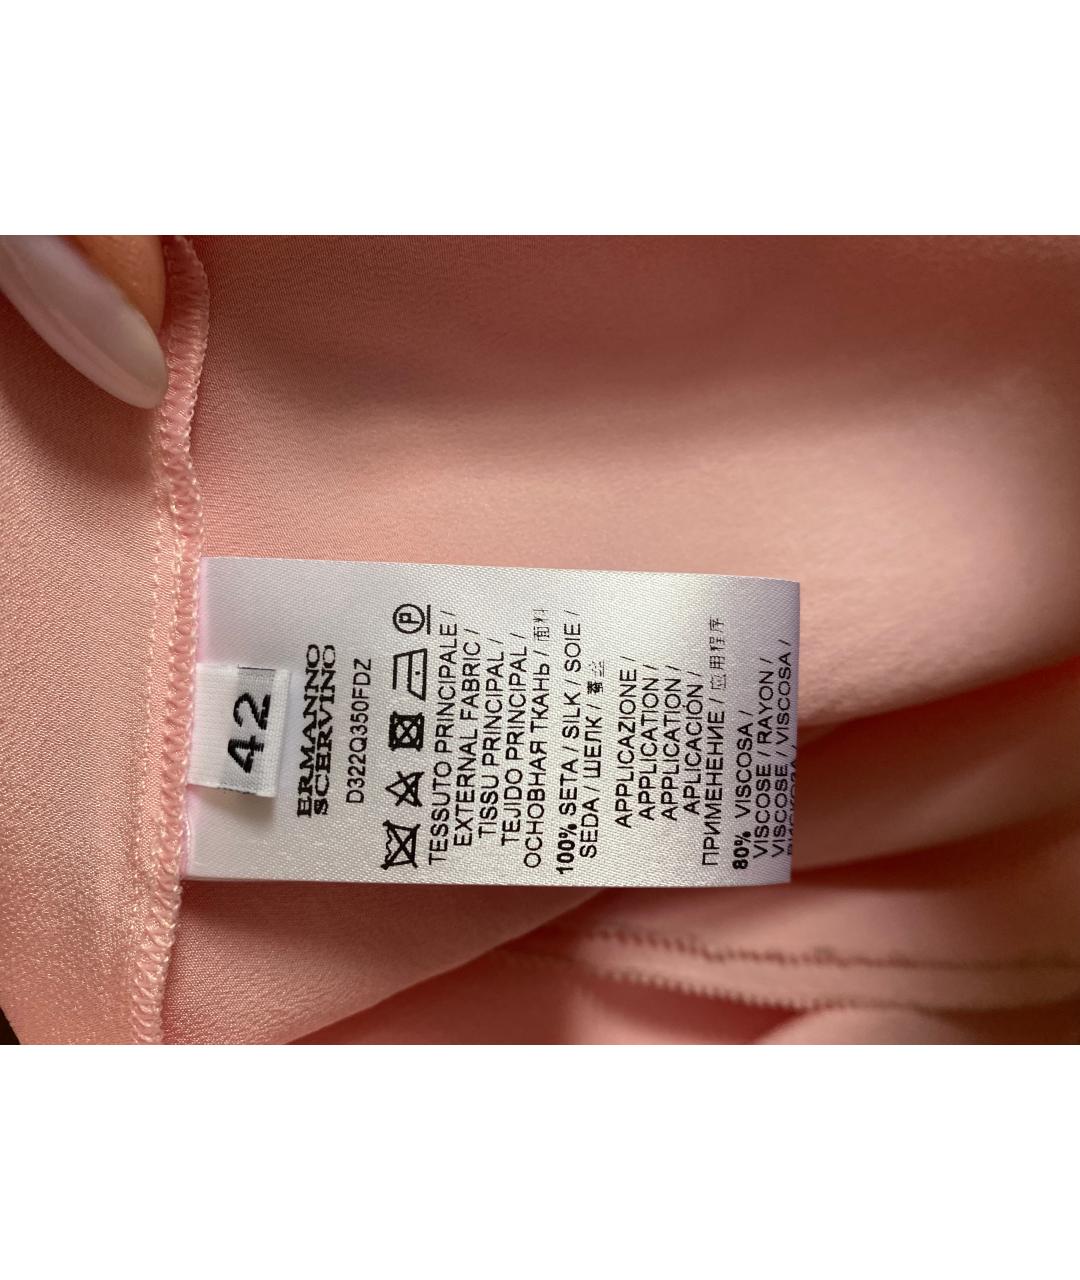 42
ERMANNO
SCERVINO
D322Q350FDZ
P
TESSUTO PRINCIPALE /
EXTERNAL FABRIC /
TISSU PRINCIPAL /
TEJIDO PRINCIPAL /
ОСНОВНАЯ ТКАНЬ / 面料
100% SETA / SILK / SOIE /
SEDA / ШЕЛК / 蚕丝
APPLICAZIONE /
APPLICATION /
APPLICATION /
APLICACIÓN /
ПРИМЕНЕНИЕ / 应用程序
80% VISCOSA /
VISCOSE / RAYON /
VISCOSE / VISCOSA /